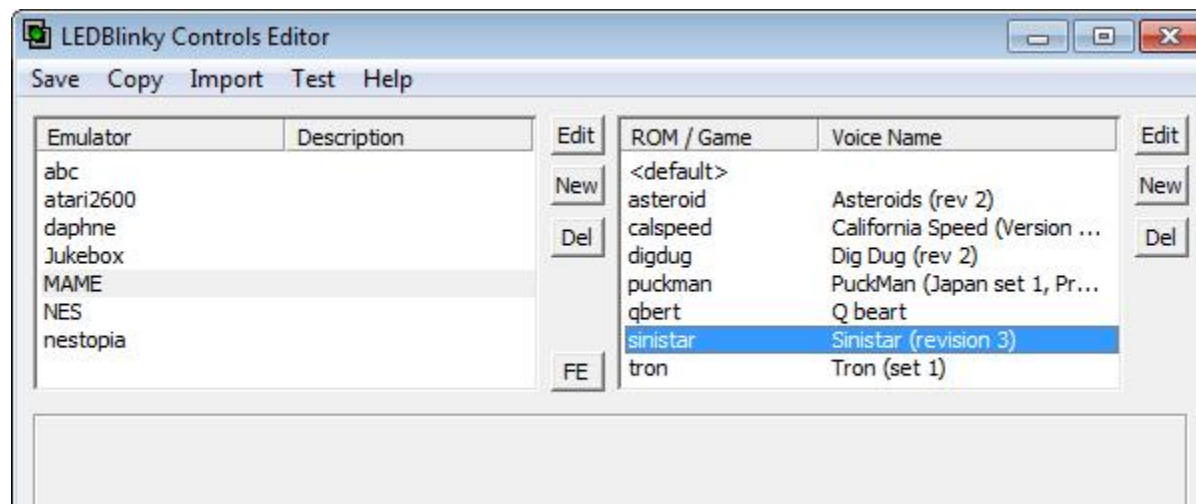 LEDBlinky Controls Editor
Save Copy Import Test Help
Emulator Description
abc
atari2600
daphne
Jukebox
MAME
NES
nestopia
Edit
New
Del
FE
ROM / Game Voice Name
<default>
asteroid Asteroids (rev 2)
calspeed California Speed (Version ...
digdug Dig Dug (rev 2)
puckman PuckMan (Japan set 1, Pr...
qbert Q beart
sinistar Sinistar (revision 3)
tron Tron (set 1)
Edit
New
Del